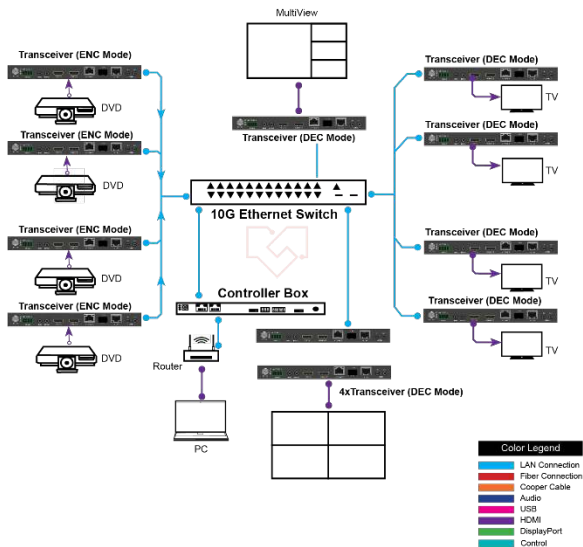 MultiView
Transceiver (ENC Mode)
DVD
Transceiver (DEC Mode)
TV
Transceiver (DEC Mode)
Transceiver (DEC Mode)
TV
Transceiver (ENC Mode)
DVD
10G Ethernet Switch
Transceiver (ENC Mode)
DVD
Transceiver (DEC Mode)
TV
Transceiver (ENC Mode)
DVD
Controller Box
Transceiver (DEC Mode)
TV
Router
4xTransceiver (DEC Mode)
PC
Color Legend
LAN Connection
Fiber Connection
Cooper Cable
Audio
USB
HDMI
DisplayPort
Control